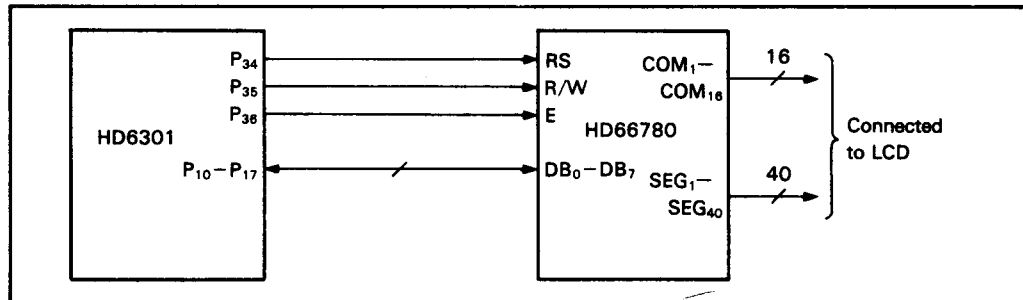 HD6301
P34
P35
P36
P10–P17
RS
R/W
E
DB0–DB7
HD66780
COM1–
COM16
SEG1–
SEG40
16
40
Connected
to LCD